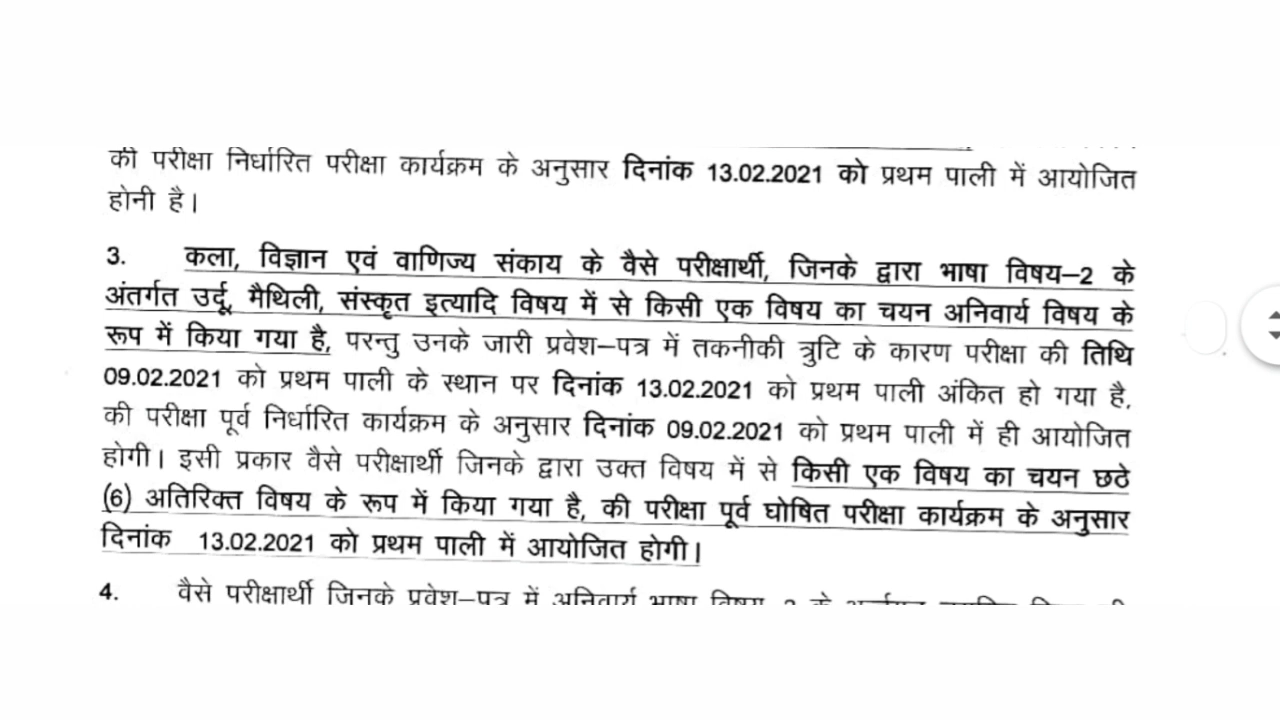 की परीक्षा निर्धारित परीक्षा कार्यक्रम के अनुसार दिनांक 13.02.2021 को प्रथम पाली में आयोजित
होनी है।
3. कला, विज्ञान एवं वाणिज्य संकाय के वैसे परीक्षार्थी, जिनके द्वारा भाषा विषय–2 के
अंतर्गत उर्दू, मैथिली, संस्कृत इत्यादि विषय में से किसी एक विषय का चयन अनिवार्य विषय के
रूप में किया गया है, परन्तु उनके जारी प्रवेश–पत्र में तकनीकी त्रुटि के कारण परीक्षा की तिथि
09.02.2021 को प्रथम पाली के स्थान पर दिनांक 13.02.2021 को प्रथम पाली अंकित हो गया है,
की परीक्षा पूर्व निर्धारित कार्यक्रम के अनुसार दिनांक 09.02.2021 को प्रथम पाली में ही आयोजित
होगी। इसी प्रकार वैसे परीक्षार्थी जिनके द्वारा उक्त विषय में से किसी एक विषय का चयन छठे
(6) अतिरिक्त विषय के रूप में किया गया है, की परीक्षा पूर्व घोषित परीक्षा कार्यक्रम के अनुसार
दिनांक 13.02.2021 को प्रथम पाली में आयोजित होगी।
4. वैसे परीक्षार्थी जिनके प्रवेश–पत्र में अनिवार्य भाषा विषय